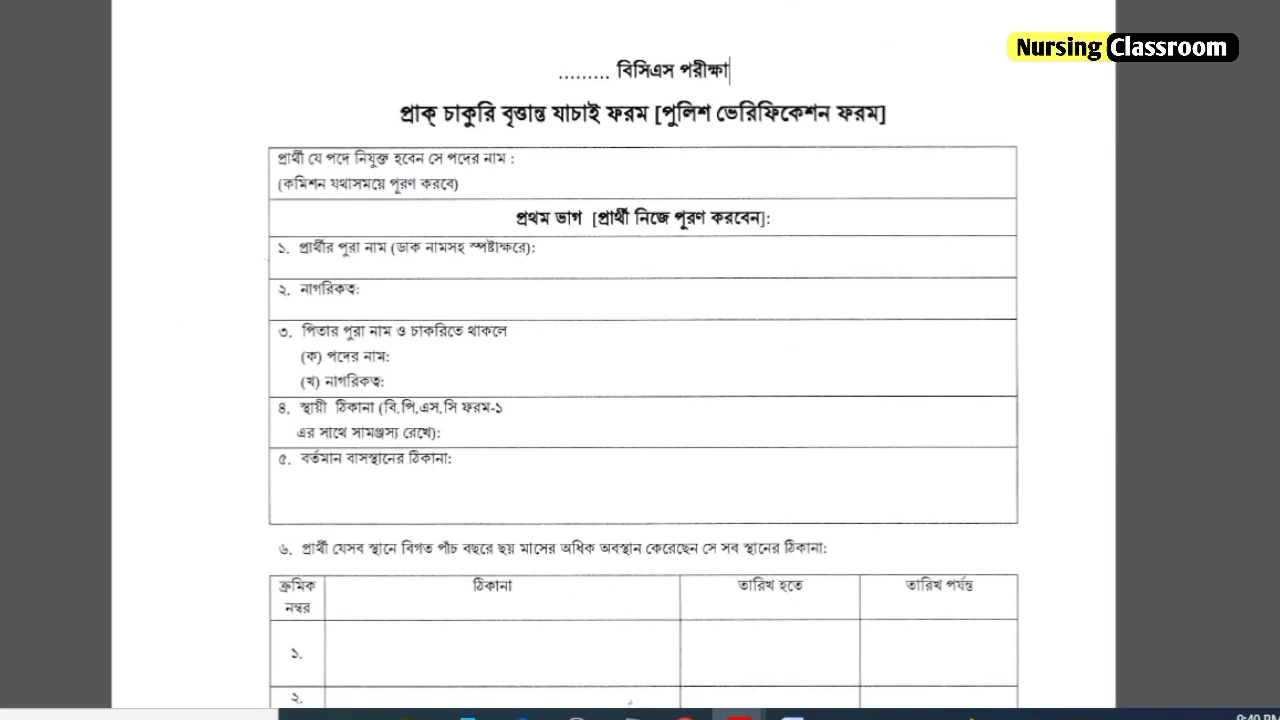 Nursing Classroom
......... বিসিএস পরীক্ষা
প্রাক্ চাকুরি বৃত্তান্ত যাচাই ফরম [পুলিশ ভেরিফিকেশন ফরম]
প্রার্থী যে পদে নিযুক্ত হবেন সে পদের নাম :
(কমিশন যথাসময়ে পূরণ করবে)
প্রথম ভাগ [প্রার্থী নিজে পূরণ করবেন]:
১. প্রার্থীর পুরা নাম (ডাক নামসহ স্পষ্টাক্ষরে):
২. নাগরিকত্ব:
৩. পিতার পুরা নাম ও চাকরিতে থাকলে
(ক) পদের নাম:
(খ) নাগরিকত্ব:
৪. স্থায়ী ঠিকানা (বি.পি.এস.সি ফরম-১
এর সাথে সামঞ্জস্য রেখে):
৫. বর্তমান বাসস্থানের ঠিকানা:
৬. প্রার্থী যেসব স্থানে বিগত পাঁচ বছরে ছয় মাসের অধিক অবস্থান কেরেছেন সে সব স্থানের ঠিকানা:
ক্রমিক নম্বর ঠিকানা তারিখ হতে তারিখ পর্যন্ত
১.
২.